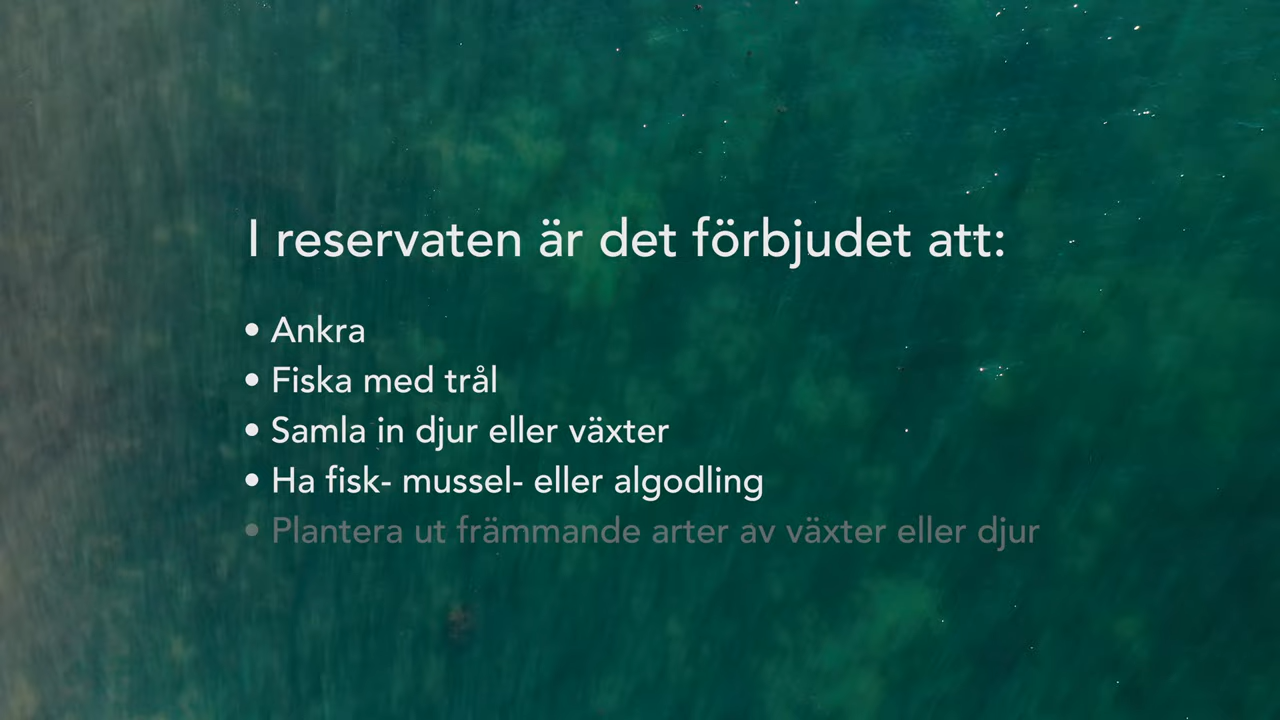 I reservaten är det förbjudet att:
• Ankra
• Fiska med trål
• Samla in djur eller växter
• Ha fisk- mussel- eller algodling
• Plantera ut främmande arter av växter eller djur